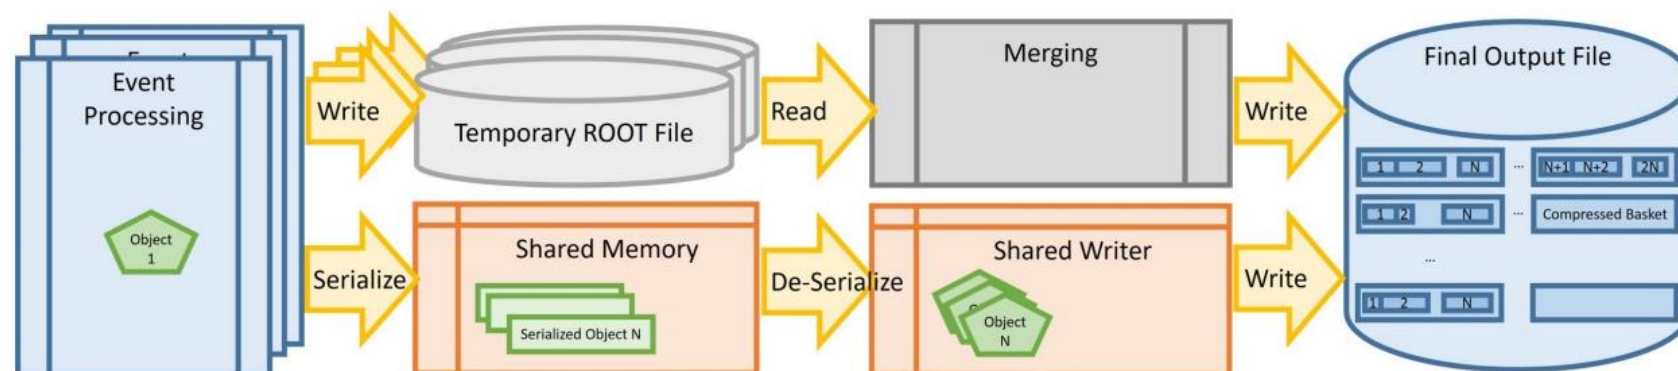 Event
Processing
Object
1
Write
Temporary ROOT File
Read
Merging
Write
Final Output File
1 2 N ... N+1 N+2 2N
1 2 N ... Compressed Basket
...
1 2 N
Serialize
Shared Memory
Serialized Object N
De-Serialize
Shared Writer
Object
N
Write